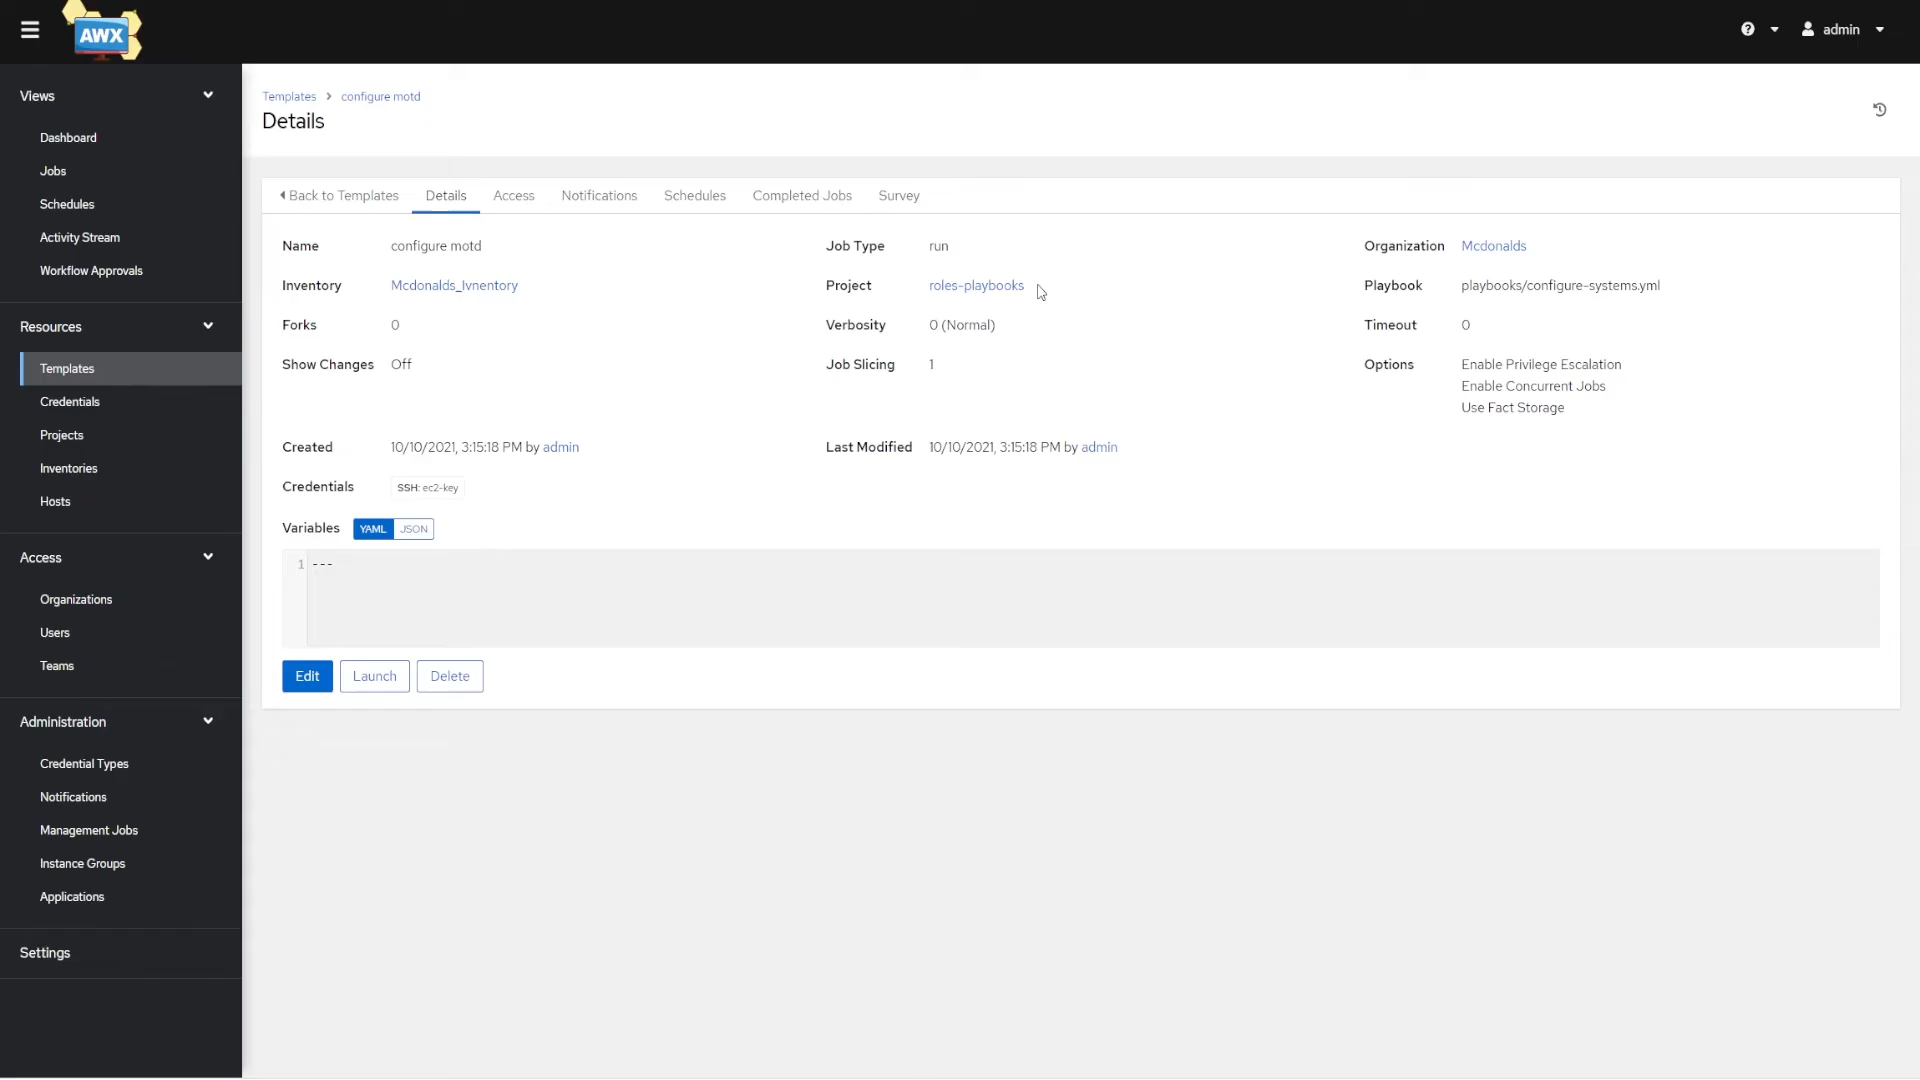 AWX
admin
Views
Dashboard
Jobs
Schedules
Activity Stream
Workflow Approvals
Resources
Templates
Credentials
Projects
Inventories
Hosts
Access
Organizations
Users
Teams
Administration
Credential Types
Notifications
Management Jobs
Instance Groups
Applications
Settings
Templates configure motd
Details
Back to Templates Details Access Notifications Schedules Completed Jobs Survey
Name configure motd Job Type run Organization Mcdonalds
Inventory Mcdonalds_Ivnentory Project roles-playbooks Playbook playbooks/configure-systems.yml
Forks 0 Verbosity 0 (Normal) Timeout 0
Show Changes Off Job Slicing 1 Options Enable Privilege Escalation
Enable Concurrent Jobs
Use Fact Storage
Created 10/10/2021, 3:15:18 PM by admin Last Modified 10/10/2021, 3:15:18 PM by admin
Credentials SSH: ec2-key
Variables YAML JSON
1 ---
Edit Launch Delete